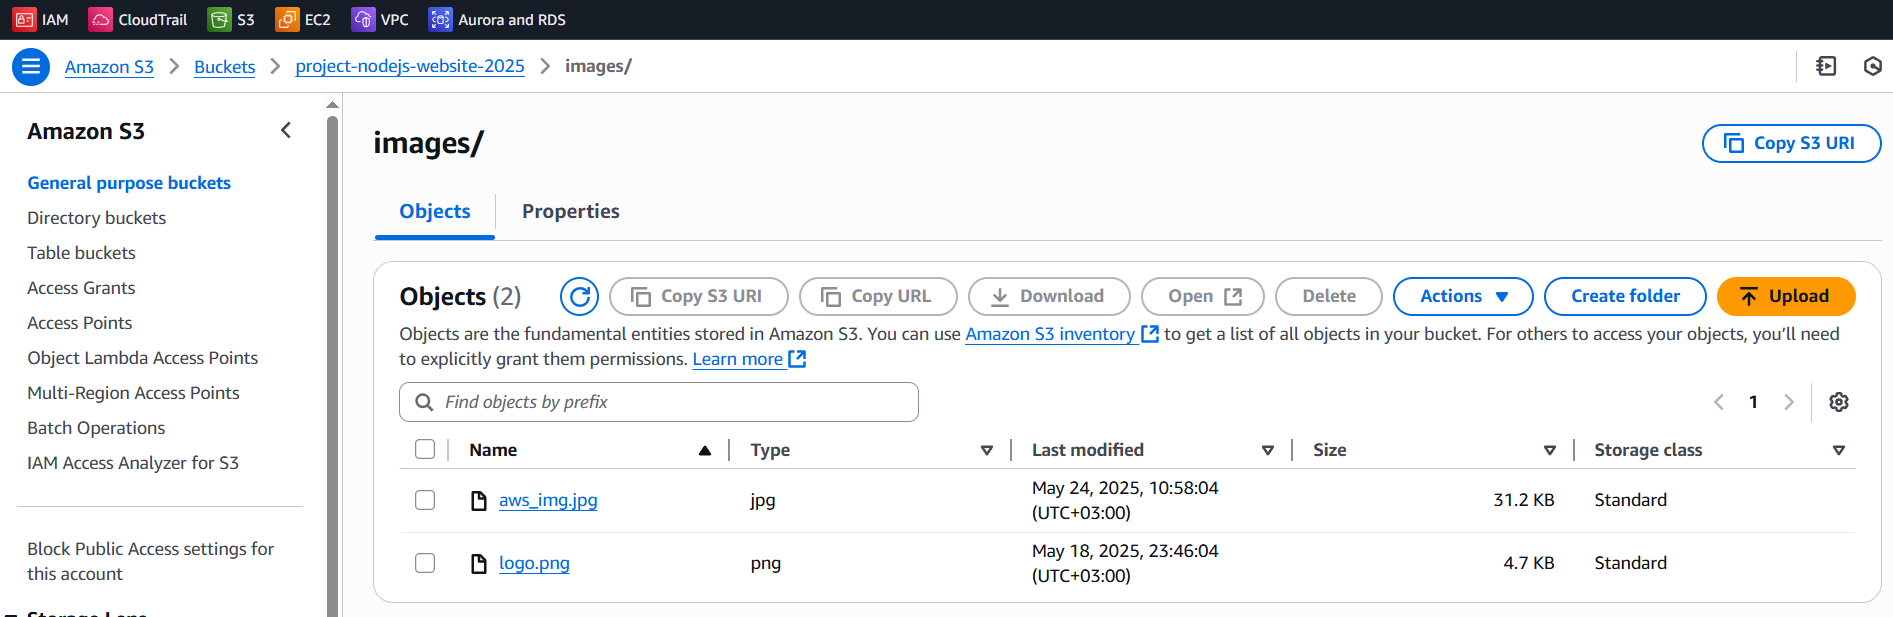 IAM CloudTrail S3 EC2 VPC Aurora and RDS
Amazon S3 Buckets project-nodejs-website-2025 images/
Amazon S3
General purpose buckets
Directory buckets
Table buckets
Access Grants
Access Points
Object Lambda Access Points
Multi-Region Access Points
Batch Operations
IAM Access Analyzer for S3
Block Public Access settings for
this account
images/
Copy S3 URI
Objects Properties
Objects (2) Copy S3 URI Copy URL Download Open Delete Actions Create folder Upload
Objects are the fundamental entities stored in Amazon S3. You can use Amazon S3 inventory to get a list of all objects in your bucket. For others to access your objects, you’ll need
to explicitly grant them permissions. Learn more
Find objects by prefix
1
Name Type Last modified Size Storage class
aws_img.jpg jpg May 24, 2025, 10:58:04 (UTC+03:00) 31.2 KB Standard
logo.png png May 18, 2025, 23:46:04 (UTC+03:00) 4.7 KB Standard